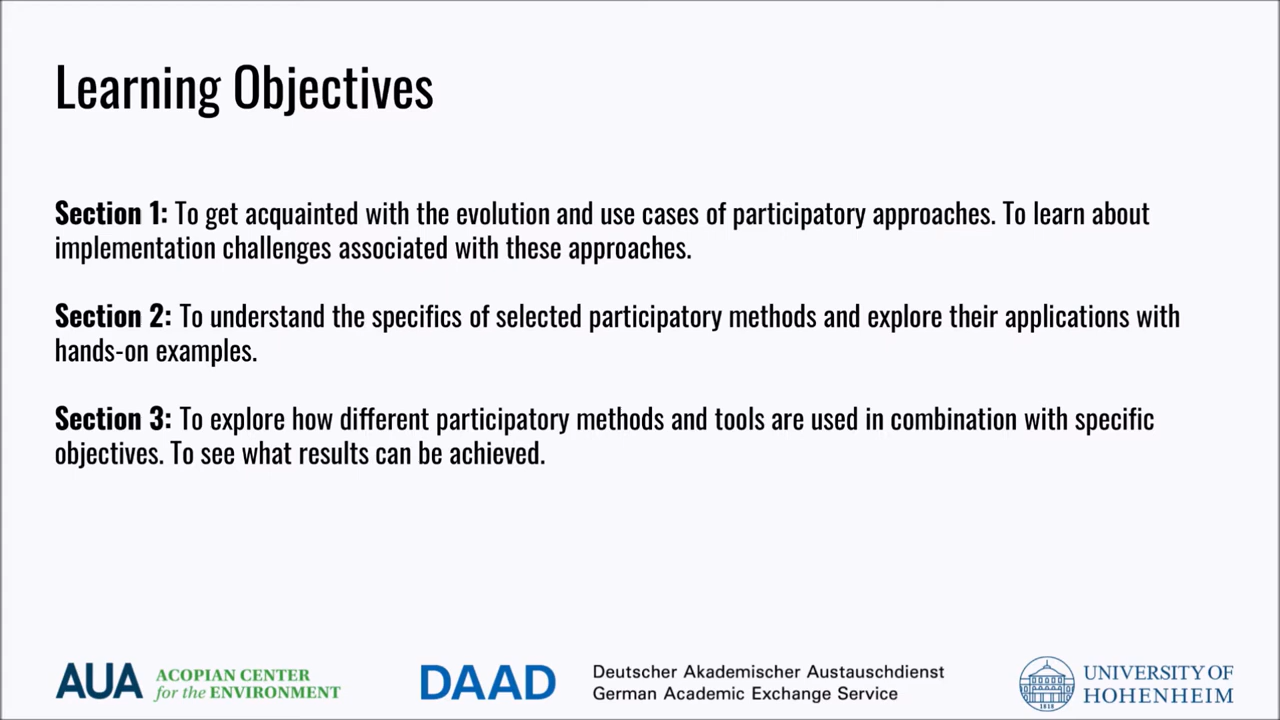 Learning Objectives
Section 1: To get acquainted with the evolution and use cases of participatory approaches. To learn about
implementation challenges associated with these approaches.
Section 2: To understand the specifics of selected participatory methods and explore their applications with
hands-on examples.
Section 3: To explore how different participatory methods and tools are used in combination with specific
objectives. To see what results can be achieved.
AUA ACOPIAN CENTER
for the ENVIRONMENT
DAAD Deutscher Akademischer Austauschdienst
German Academic Exchange Service
1818
UNIVERSITY OF
HOHENHEIM